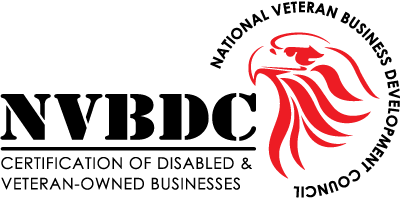 NVBDC
CERTIFICATION OF DISABLED &
VETERAN-OWNED BUSINESSES
NATIONAL VETERAN BUSINESS DEVELOPMENT COUNCIL